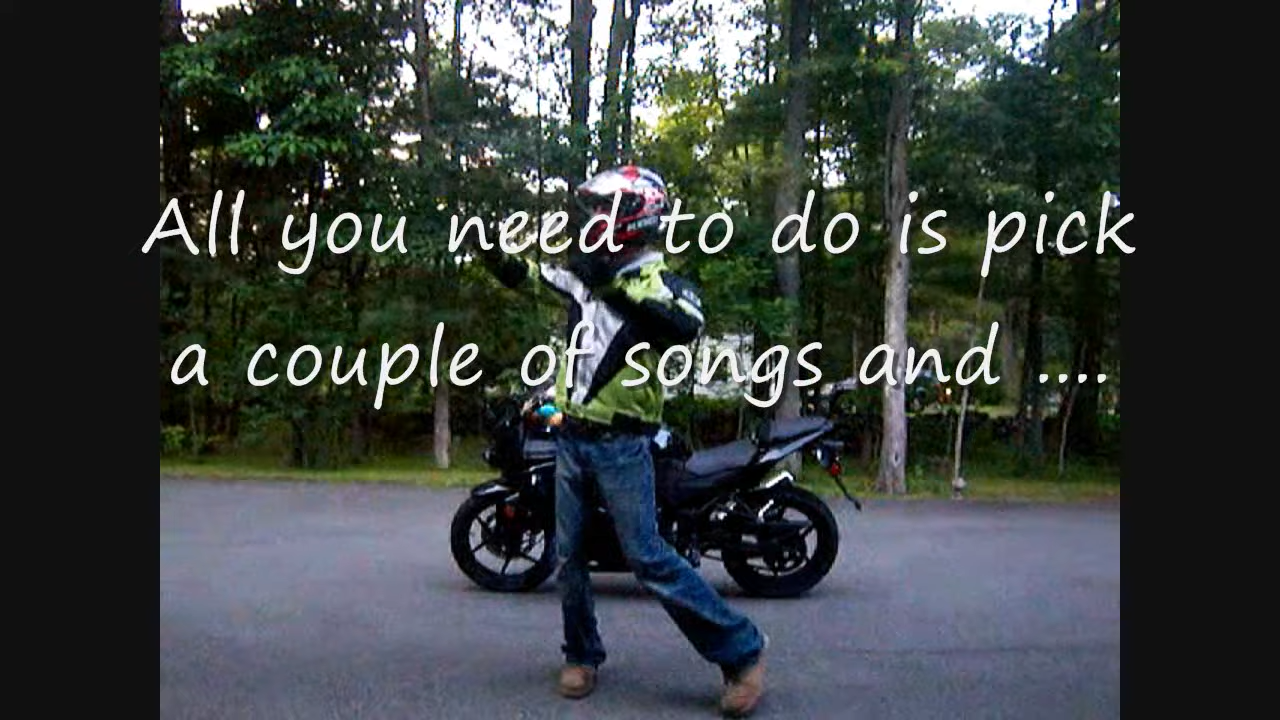 All you need to do is pick
a couple of songs and ....